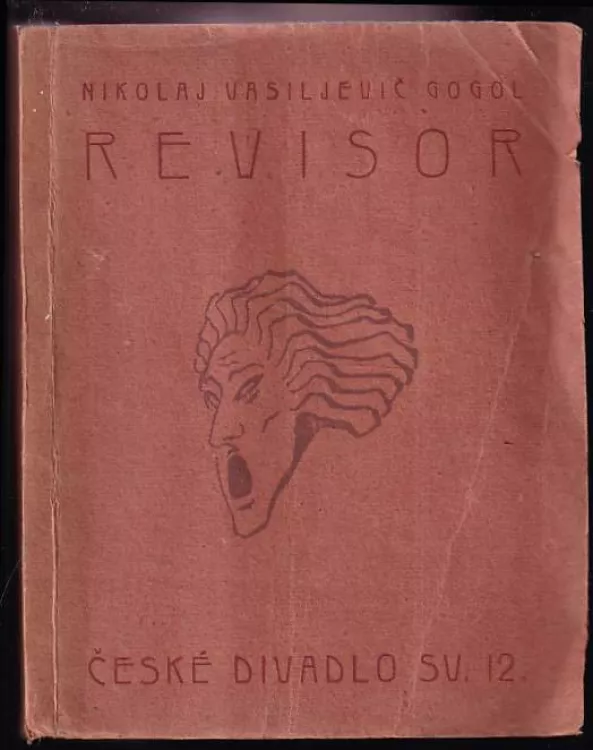 NIKOLAJ VASILJEVIČ GOGOL
REVISOR
ČESKÉ DIVADLO SV. 12.